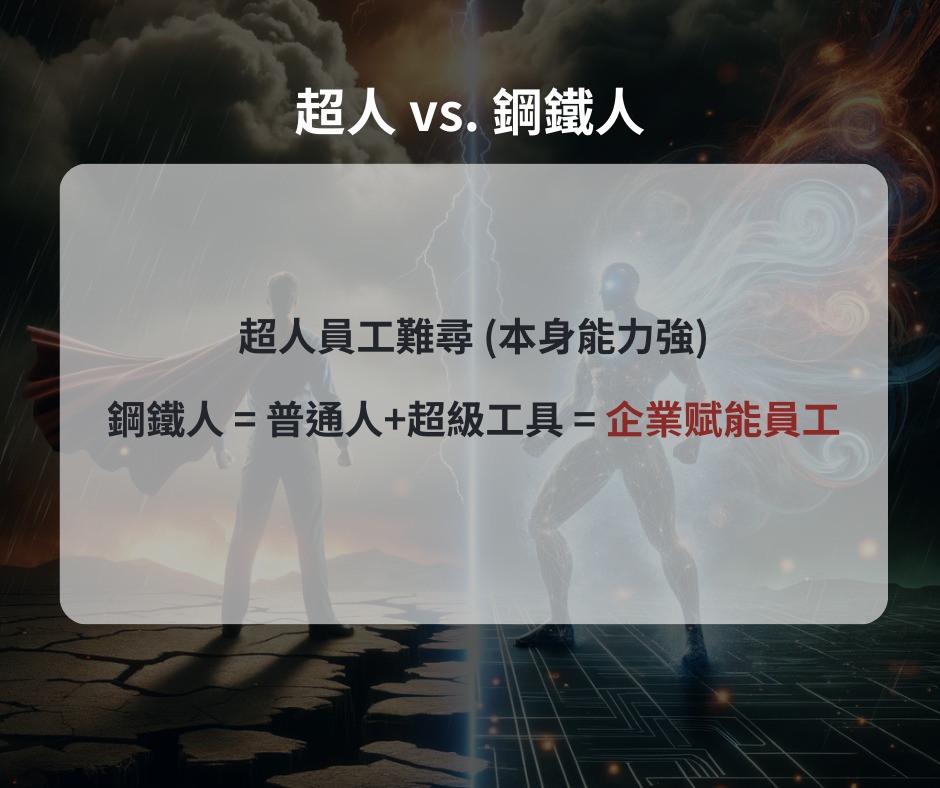 超人 vs. 鋼鐵人
超人員工難尋 (本身能力強)
鋼鐵人 = 普通人+超級工具 = 企業赋能員工